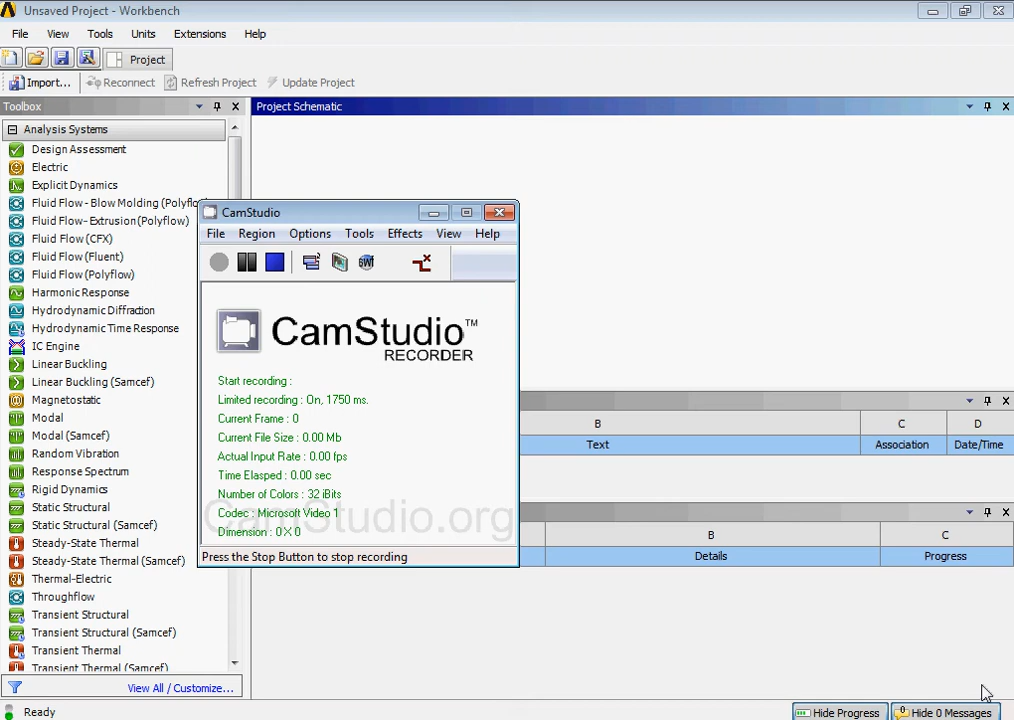 Unsaved Project - Workbench
File View Tools Units Extensions Help
Project
Import... Reconnect Refresh Project Update Project
Toolbox
Project Schematic
Analysis Systems
Design Assessment
Electric
Explicit Dynamics
Fluid Flow - Blow Molding (Polyflo
Fluid Flow- Extrusion(Polyflow)
Fluid Flow (CFX)
Fluid Flow (Fluent)
Fluid Flow (Polyflow)
Harmonic Response
Hydrodynamic Diffraction
Hydrodynamic Time Response
IC Engine
Linear Buckling
Linear Buckling (Samcef)
Magnetostatic
Modal
Modal (Samcef)
Random Vibration
Response Spectrum
Rigid Dynamics
Static Structural
Static Structural (Samcef)
Steady-State Thermal
Steady-State Thermal (Samcef)
Thermal-Electric
Throughflow
Transient Structural
Transient Structural (Samcef)
Transient Thermal
Transient Thermal (Samcef)
View All / Customize...
CamStudio
File Region Options Tools Effects View Help
SWF
CamStudio™
RECORDER
Start recording :
Limited recording : On, 1750 ms.
Current Frame : 0
Current File Size : 0.00 Mb
Actual Input Rate : 0.00 fps
Time Elasped : 0.00 sec
Number of Colors : 32 iBits
Codec : Microsoft Video 1
Dimension : 0 X 0
CamStudio.org
Press the Stop Button to stop recording
B C D
Text Association Date/Time
B C
Details Progress
Ready
Hide Progress
0 Hide 0 Messages